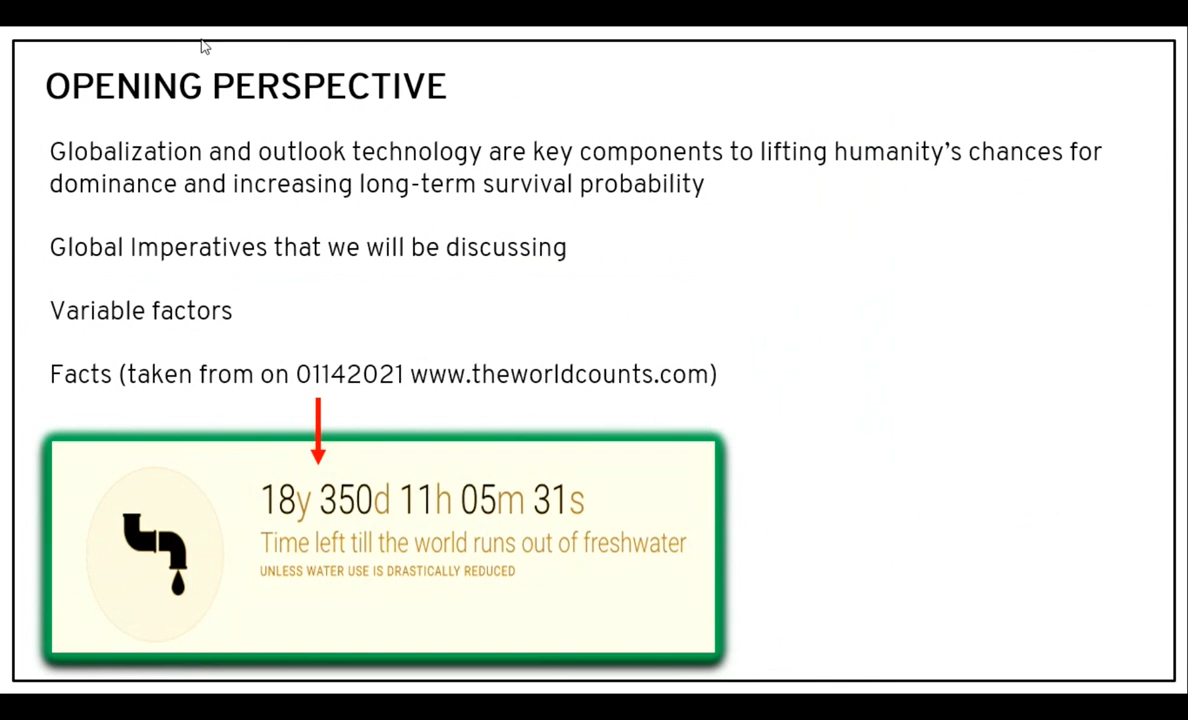 OPENING PERSPECTIVE
Globalization and outlook technology are key components to lifting humanity's chances for
dominance and increasing long-term survival probability
Global Imperatives that we will be discussing
Variable factors
Facts (taken from on 01142021 www.theworldcounts.com)
18y 350d 11h 05m 31s
Time left till the world runs out of freshwater
UNLESS WATER USE IS DRASTICALLY REDUCED